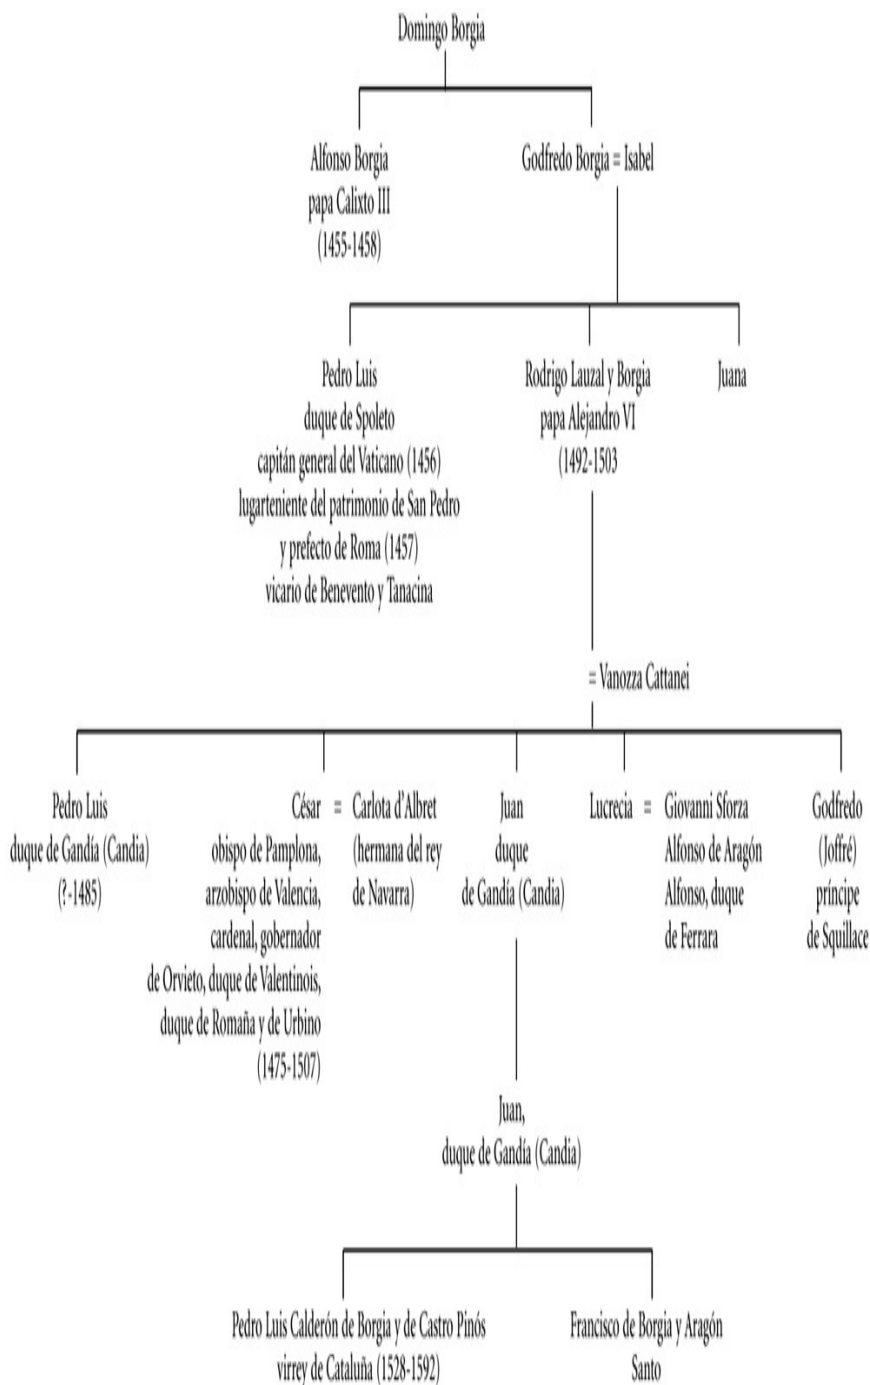 Domingo Borgia
Alfonso Borgia
papa Calixto III
(1455-1458)
Godfredo Borgia = Isabel
Pedro Luis
duque de Spoleto
capitán general del Vaticano (1456)
lugarteniente del patrimonio de San Pedro
y prefecto de Roma (1457)
vicario de Benevento y Tanacina
Rodrigo Lauzal y Borgia
papa Alejandro VI
(1492-1503
Juana
= Vanozza Cattanei
Pedro Luis
duque de Gandía (Candia)
(?-1485)
César =
obispo de Pamplona,
arzobispo de Valencia,
cardenal, gobernador
de Orvieto, duque de Valentinois,
duque de Romaña y de Urbino
(1475-1507)
Carlota d'Albret
(hermana del rey
de Navarra)
Juan
duque
de Gandía (Candia)
Lucrecia =
Giovanni Sforza
Alfonso de Aragón
Alfonso, duque
de Ferrara
Godfredo
(Joffré)
príncipe
de Squillace
Juan,
duque de Gandía (Candia)
Pedro Luis Calderón de Borgia y de Castro Pinós
virrey de Cataluña (1528-1592)
Francisco de Borgia y Aragón
Santo